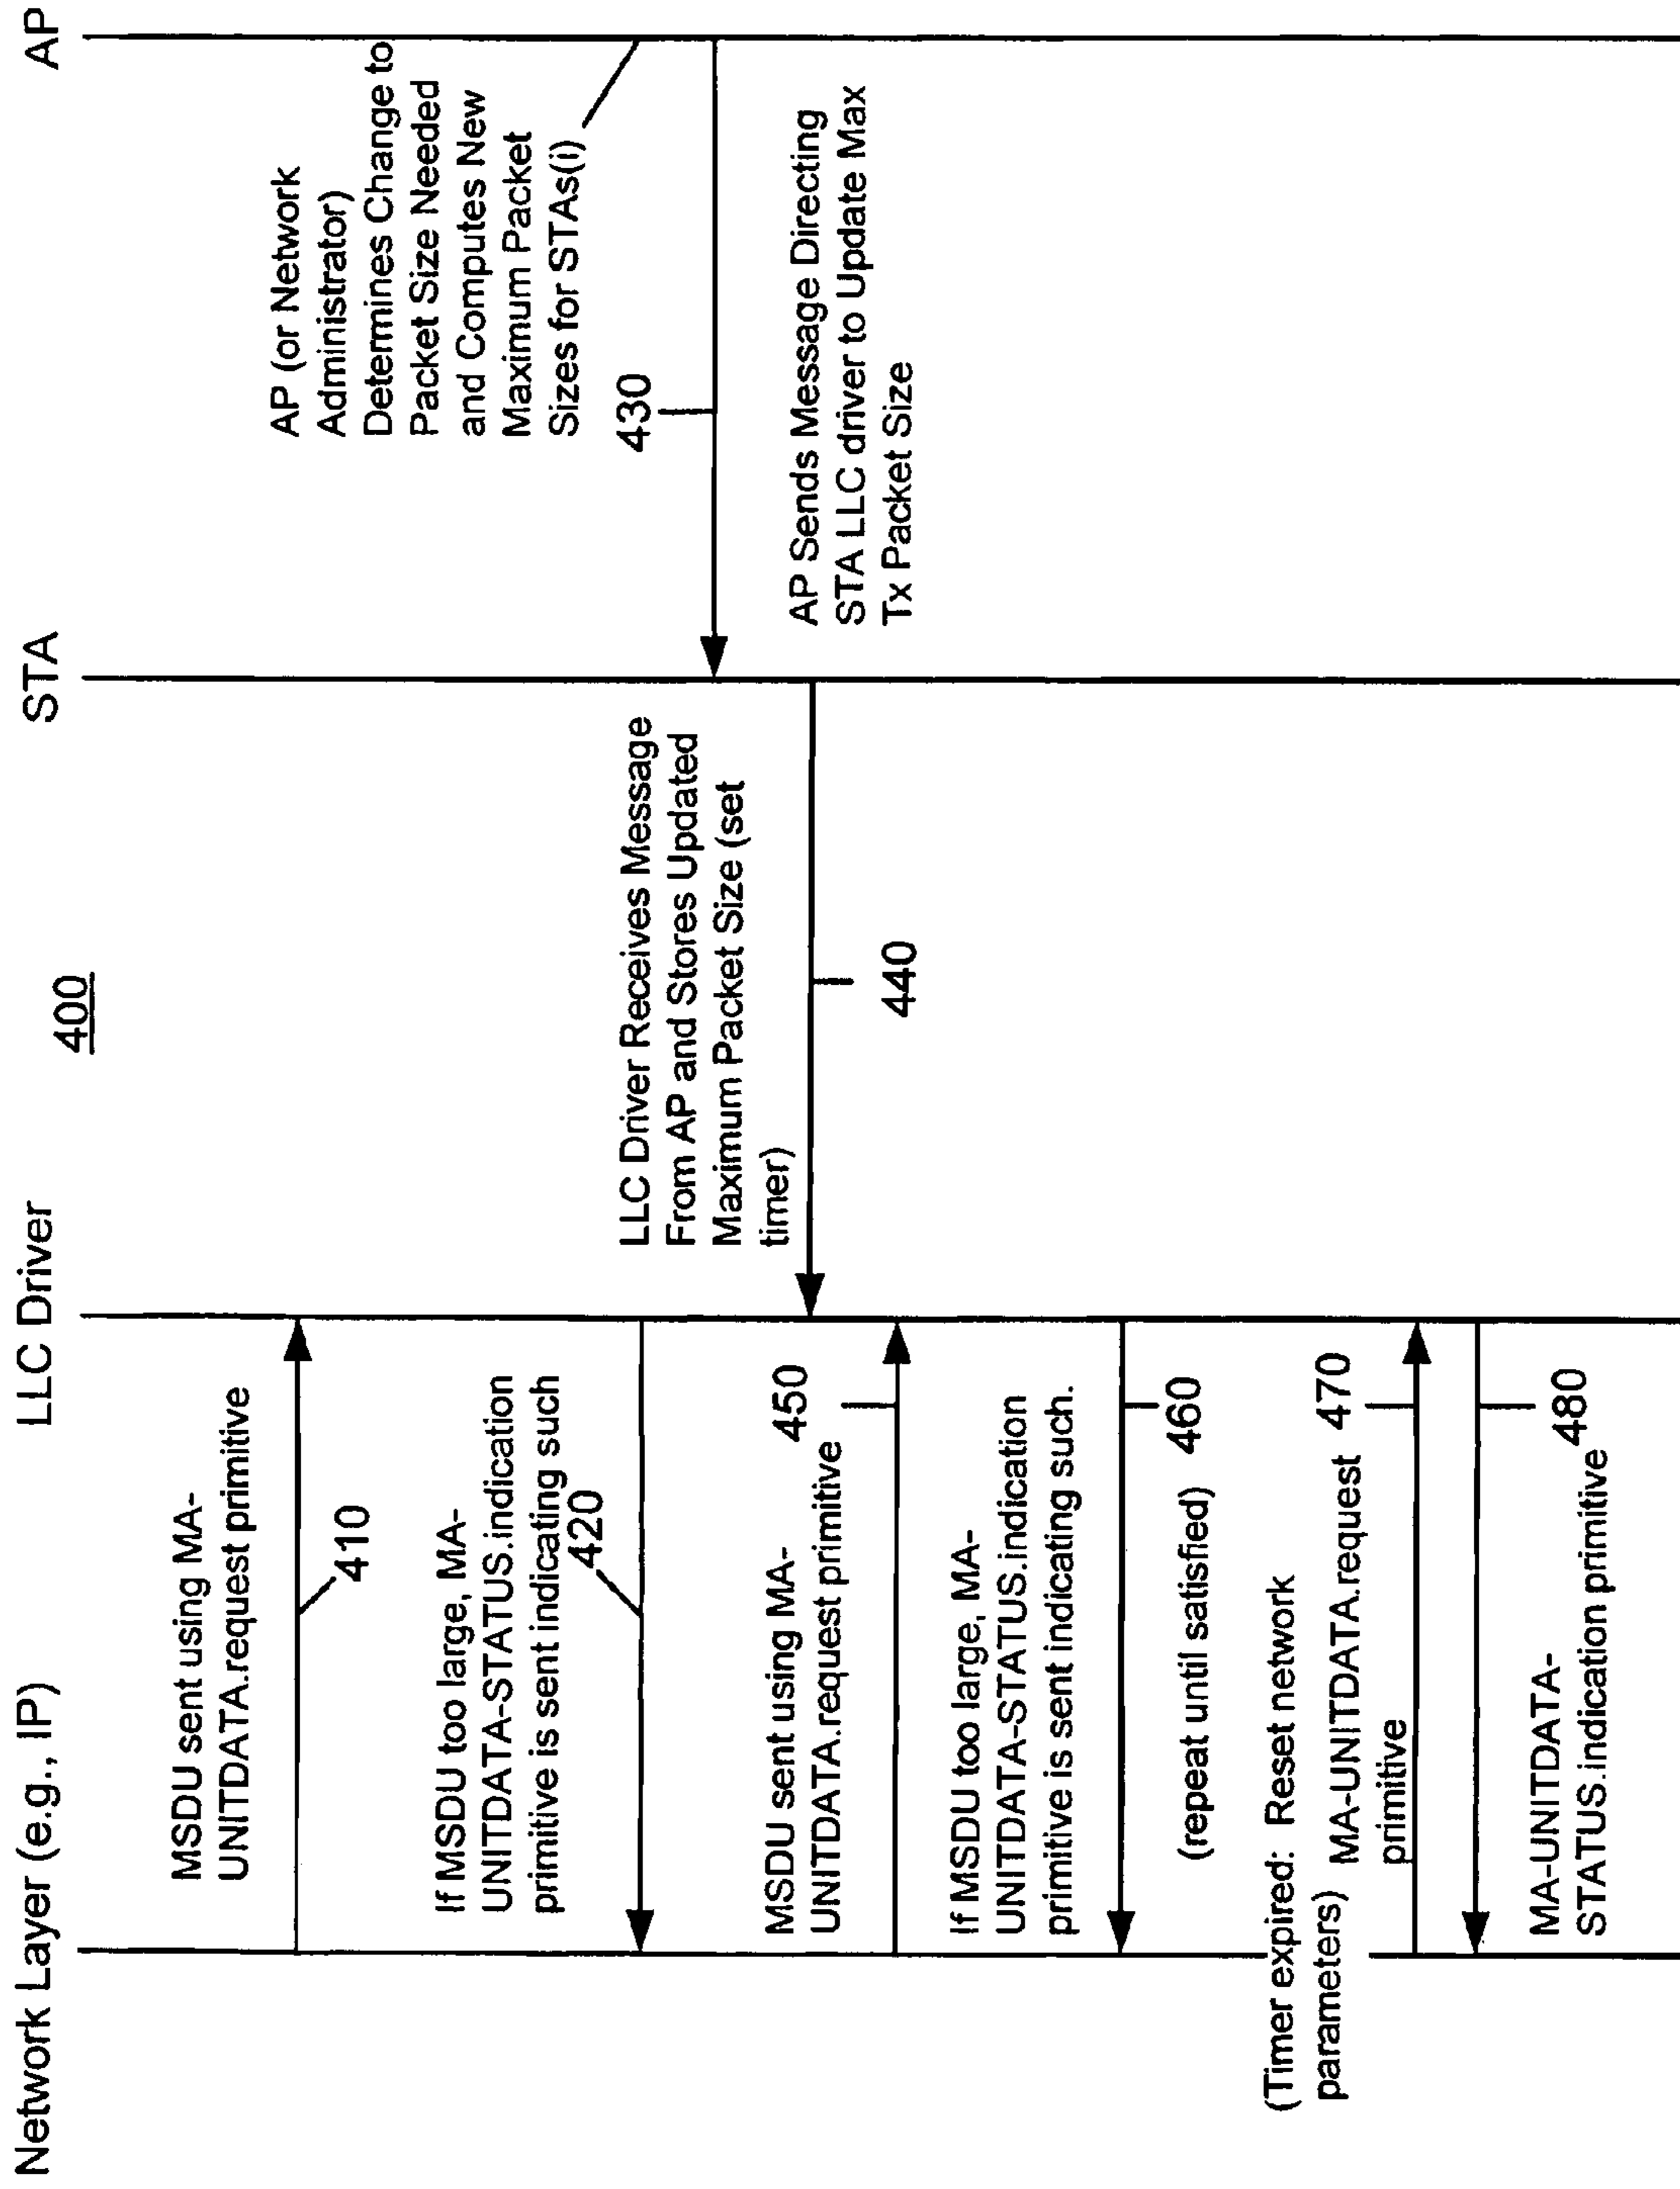 400
Network Layer (e.g., IP)
LLC Driver
STA
AP
MSDU sent using MA-
UNITDATA.request primitive
410
If MSDU too large, MA-
UNITDATA-STATUS.indication
primitive is sent indicating such
420
AP (or Network
Administrator)
Determines Change to
Packet Size Needed
and Computes New
Maximum Packet
Sizes for STAs(i)
430
AP Sends Message Directing
STA LLC driver to Update Max
Tx Packet Size
LLC Driver Receives Message
From AP and Stores Updated
Maximum Packet Size (set
timer)
440
MSDU sent using MA-
UNITDATA.request primitive
450
If MSDU too large, MA-
UNITDATA-STATUS.indication
primitive is sent indicating such.
460
(repeat until satisfied)
(Timer expired: Reset network
parameters)
MA-UNITDATA.request
primitive
470
480
MA-UNITDATA-
STATUS.indication primitive